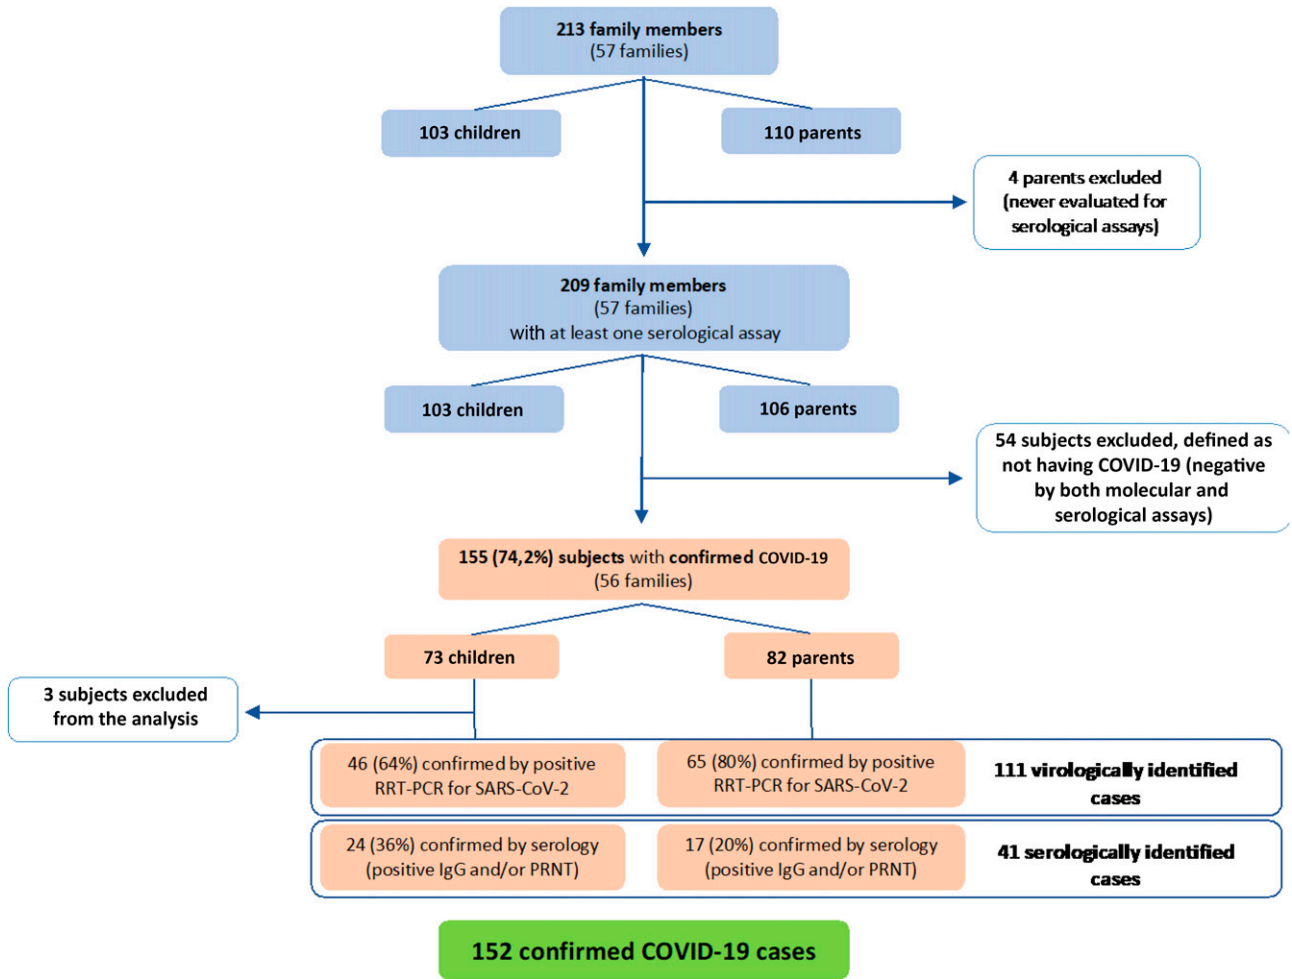 213 family members
(57 families)
103 children
110 parents
4 parents excluded
(never evaluated for
serological assays)
209 family members
(57 families)
with at least one serological assay
103 children
106 parents
54 subjects excluded, defined as
not having COVID-19 (negative
by both molecular and
serological assays)
155 (74,2%) subjects with confirmed COVID-19
(56 families)
73 children
82 parents
3 subjects excluded
from the analysis
46 (64%) confirmed by positive
RRT-PCR for SARS-CoV-2
65 (80%) confirmed by positive
RRT-PCR for SARS-CoV-2
111 virologically identified
cases
24 (36%) confirmed by serology
(positive IgG and/or PRNT)
17 (20%) confirmed by serology
(positive IgG and/or PRNT)
41 serologically identified
cases
152 confirmed COVID-19 cases